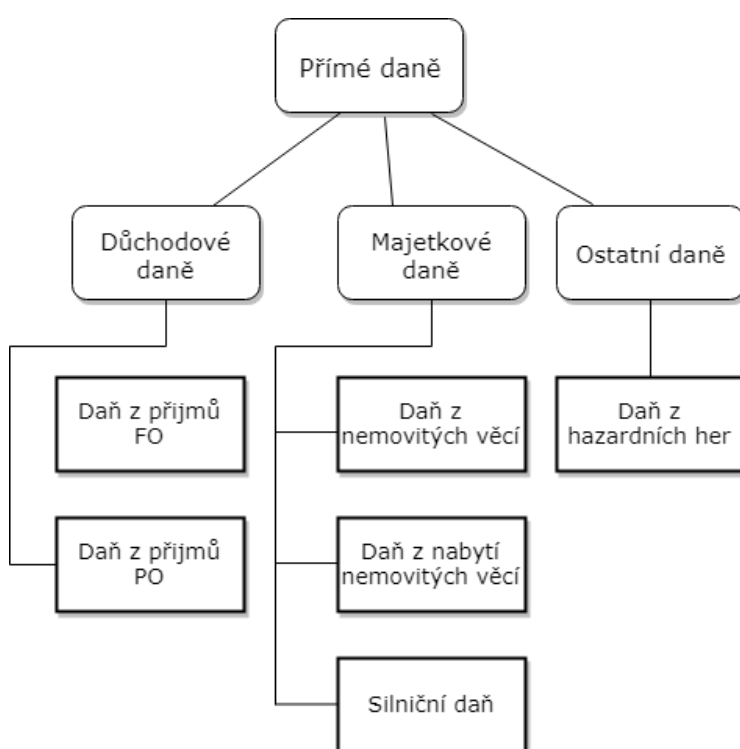 Přímé daně
Důchodové
daně
Majetkové
daně
Ostatní daně
Daň z přijmů
FO
Daň z
nemovitých věcí
Daň z
hazardních her
Daň z přijmů
PO
Daň z nabytí
nemovitých věcí
Silniční daň